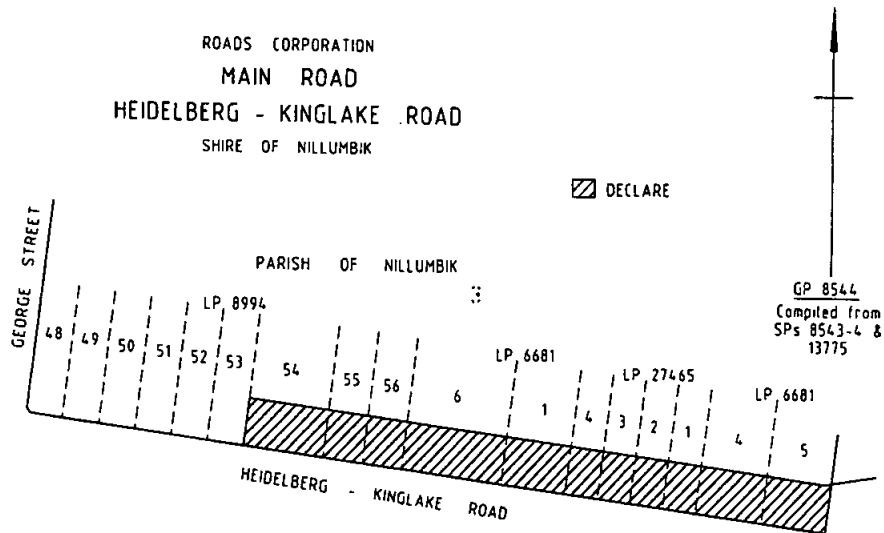 ROADS CORPORATION
MAIN ROAD
HEIDELBERG - KINGLAKE ROAD
SHIRE OF NILLUMBIK
DECLARE
GEORGE STREET
PARISH OF NILLUMBIK
3
GP 8544
Compiled from
SPs 8543-4 &
13775
LP 8994
LP 6681
LP 27465
LP 6681
48 49 50 51 52 53 54 55 56 6 1 4 3 2 1 4 5
HEIDELBERG - KINGLAKE ROAD